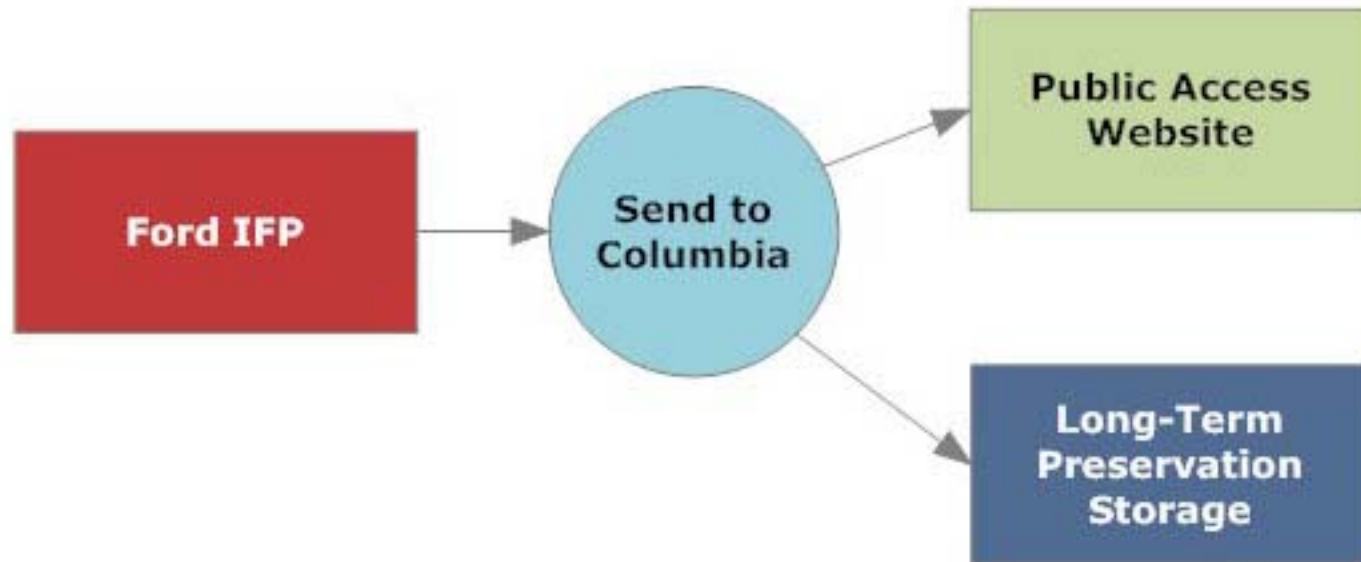 Ford IFP
Send to
Columbia
Public Access
Website
Long-Term
Preservation
Storage